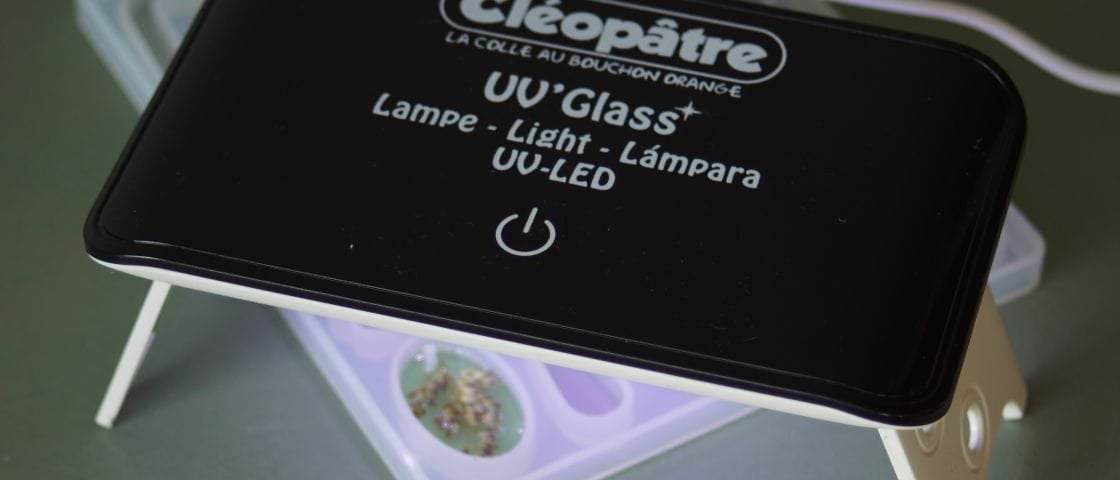 Cléopâtre
LA COLLE AU BOUCHON ORANGE
UV'Glass
Lampe - Light - Lámpara
UV-LED